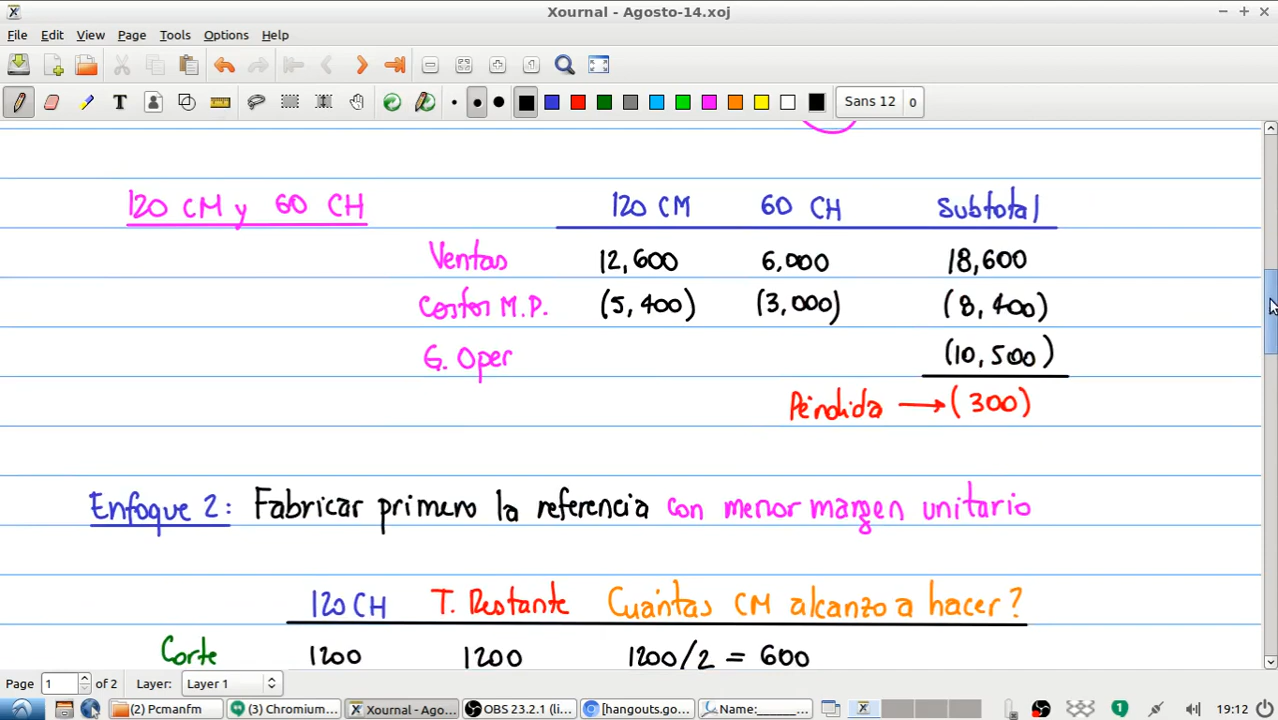 Xournal - Agosto-14.xoj
File Edit View Page Tools Options Help
T Sans 12 0
120 CM y 60 CH 120 CM 60 CH Subtotal
Ventas 12,600 6,000 18,600
Costos M.P. (5,400) (3,000) (8,400)
G. Oper (10,500)
Pérdida → (300)
Enfoque 2: Fabricar primero la referencia con menor margen unitario
120 CH T. Restante Cuántas CM alcanzo a hacer?
Corte 1200 1200 1200/2 = 600
Page 1 of 2 Layer: Layer 1
(2) Pcmanfm (3) Chromium... Xournal - Ago... OBS 23.2.1 (li... [hangouts.go... Name:______... 1 19:12